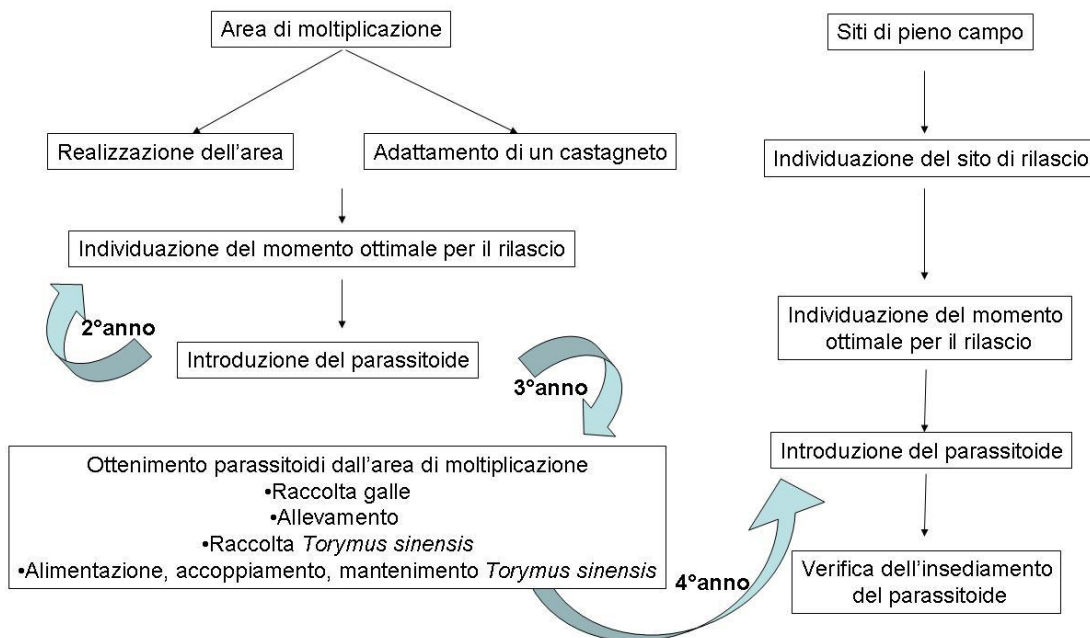 Area di moltiplicazione
Realizzazione dell'area
Adattamento di un castagneto
Individuazione del momento ottimale per il rilascio
2°anno
Introduzione del parassitoide
3°anno
Ottenimento parassitoidi dall'area di moltiplicazione
•Raccolta galle
•Allevamento
•Raccolta Torymus sinensis
•Alimentazione, accoppiamento, mantenimento Torymus sinensis
4°anno
Siti di pieno campo
Individuazione del sito di rilascio
Individuazione del momento
ottimale per il rilascio
Introduzione del parassitoide
Verifica dell'insediamento
del parassitoide